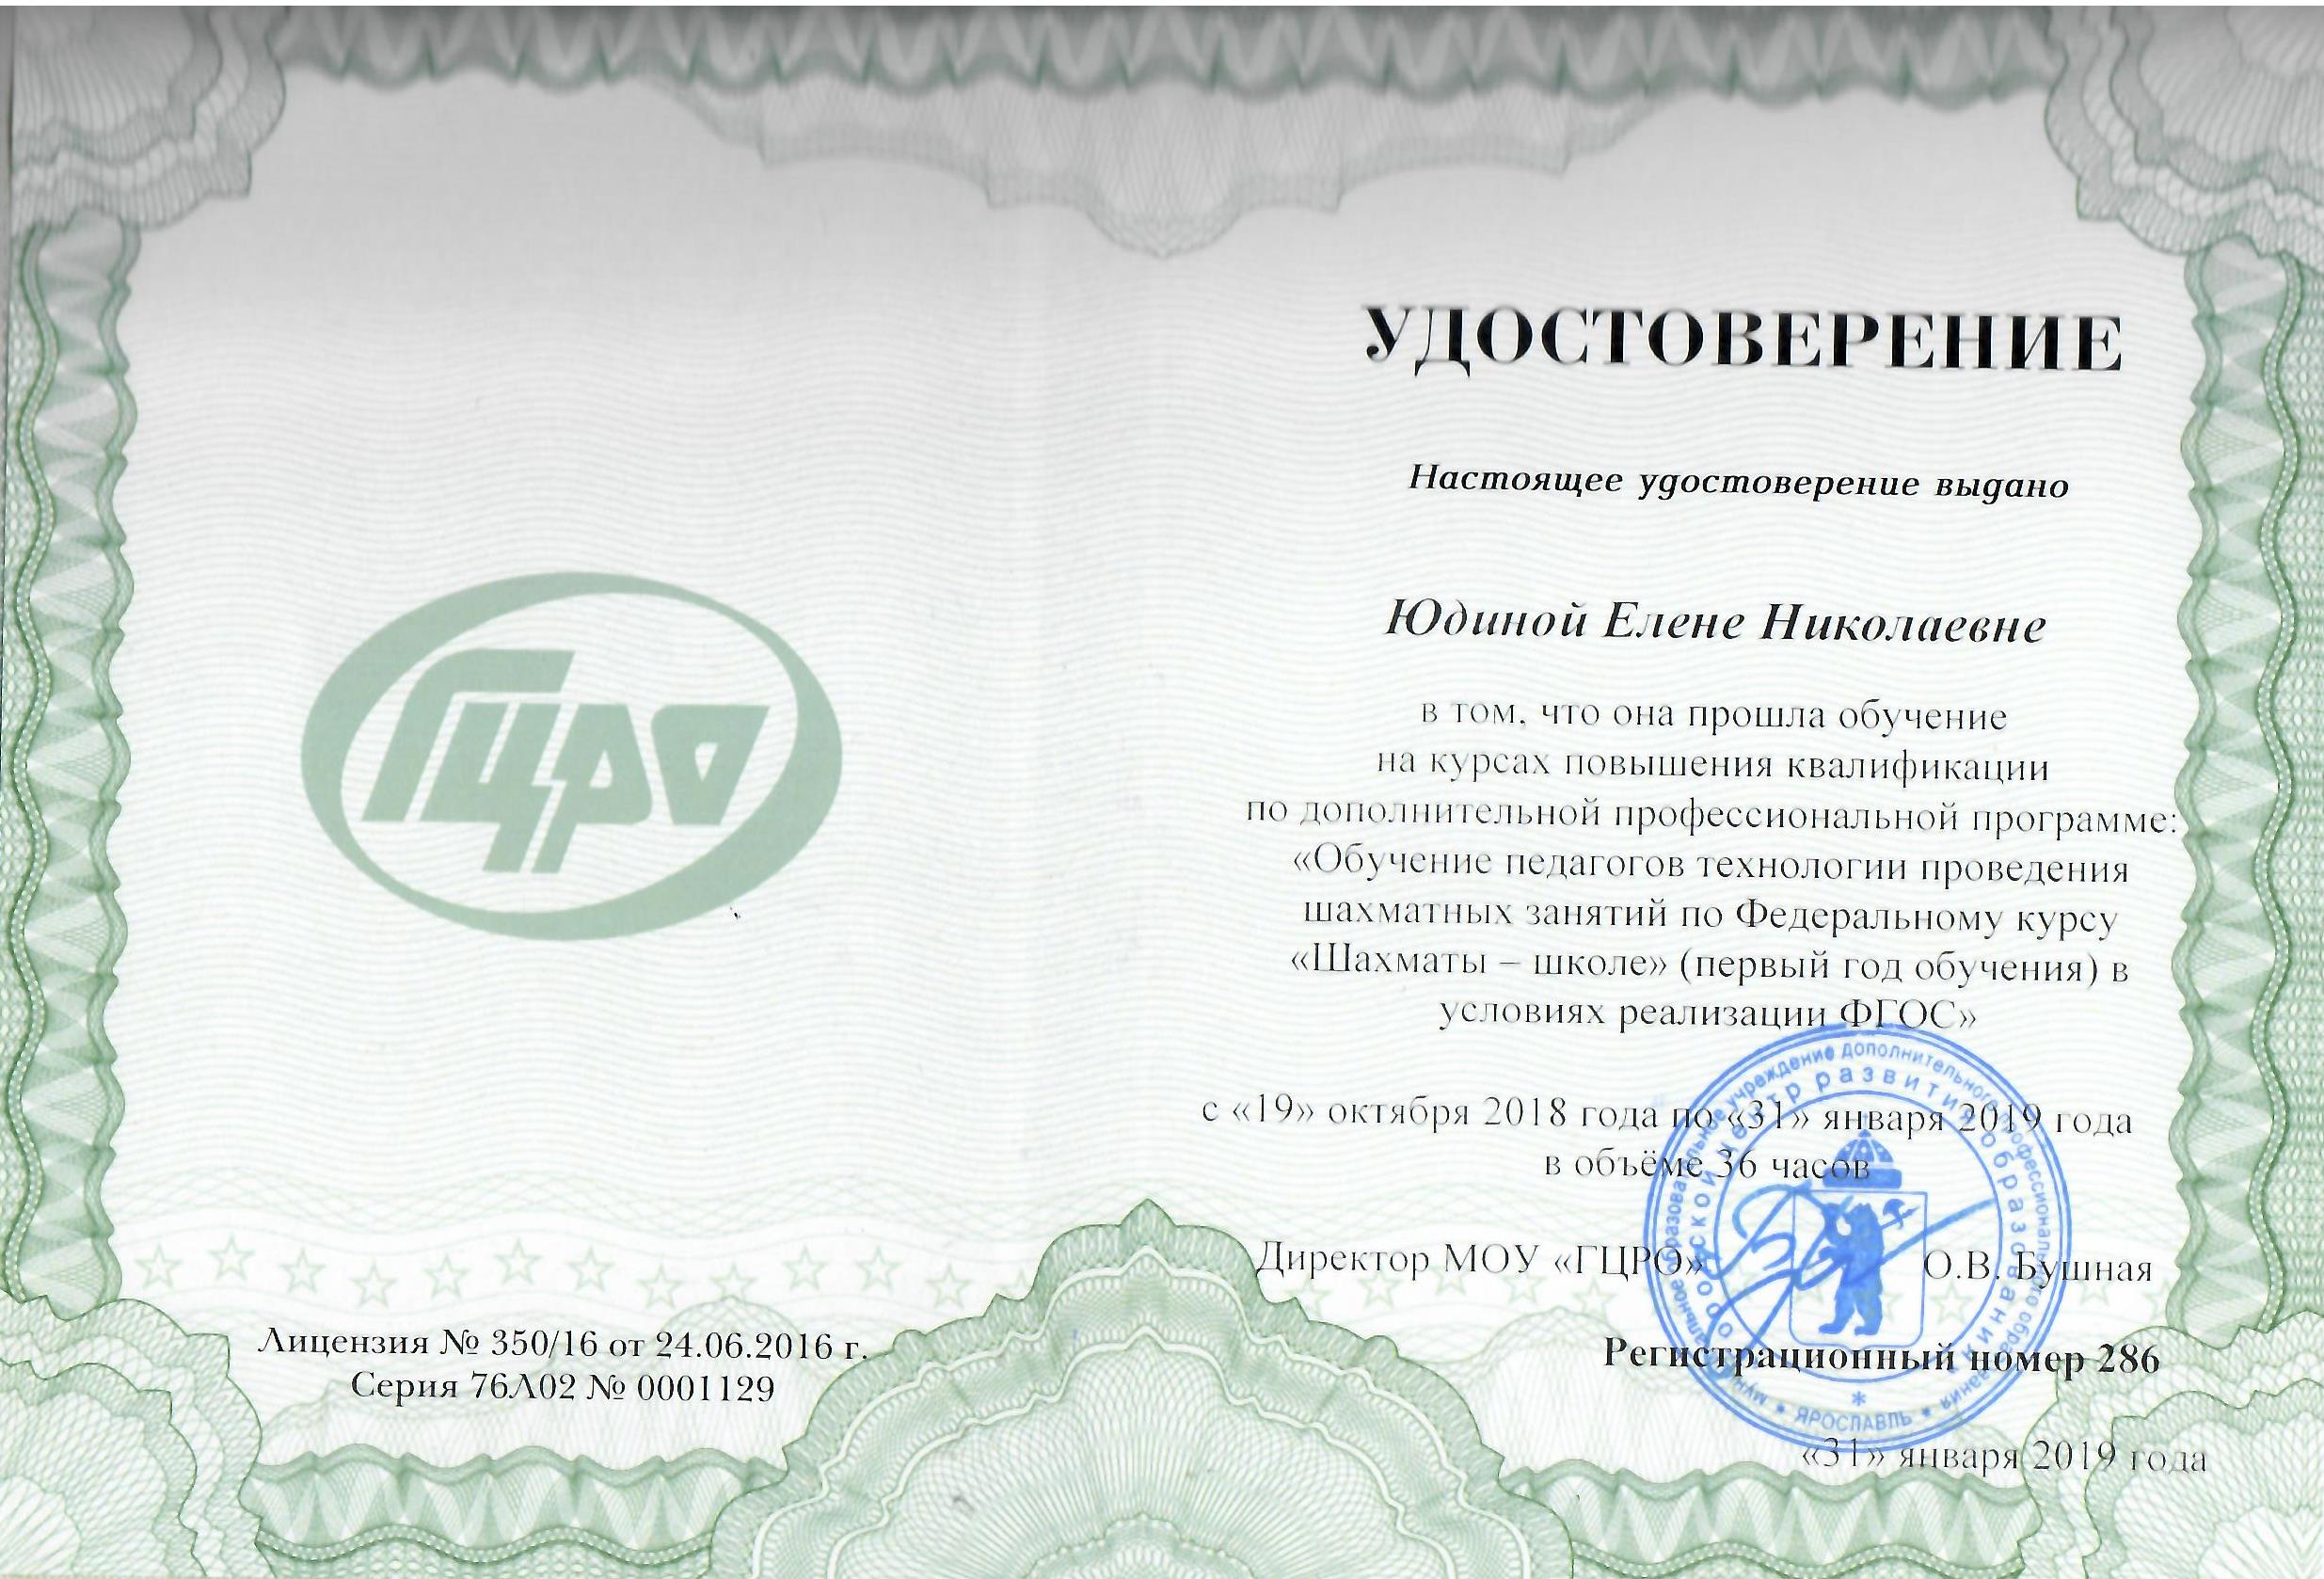 ГЦРО
Лицензия № 350/16 от 24.06.2016 г.
Серия 76Л02 № 0001129
УДОСТОВЕРЕНИЕ
Настоящее удостоверение выдано
Юдиной Елене Николаевне
в том, что она прошла обучение
на курсах повышения квалификации
по дополнительной профессиональной программе:
«Обучение педагогов технологии проведения
шахматных занятий по Федеральному курсу
«Шахматы – школе» (первый год обучения) в
условиях реализации ФГОС»
с «19» октября 2018 года по «31» января 2019 года
в объёме 36 часов
Директор МОУ «ГЦРО»
О.В. Бушная
Регистрационный номер 286
«31» января 2019 года
образовательное учреждение дополнительного профессионального образования
центр развития образования
* ЯРОСЛАВЛЬ *